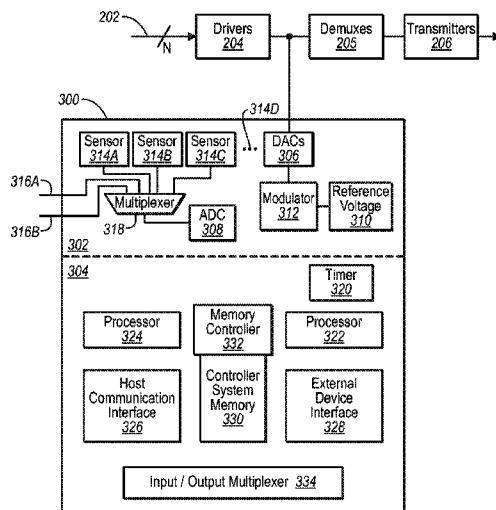 202
N
Drivers
204
Demuxes
205
Transmitters
206
300
314D
Sensor
314A
Sensor
314B
Sensor
314C
DACs
306
316A
316B
Multiplexer
318
ADC
308
Modulator
312
Reference
Voltage
310
302
304
Timer
320
Processor
324
Memory
Controller
332
Processor
322
Host
Communication
Interface
326
Controller
System
Memory
330
External
Device
Interface
328
Input / Output Multiplexer 334